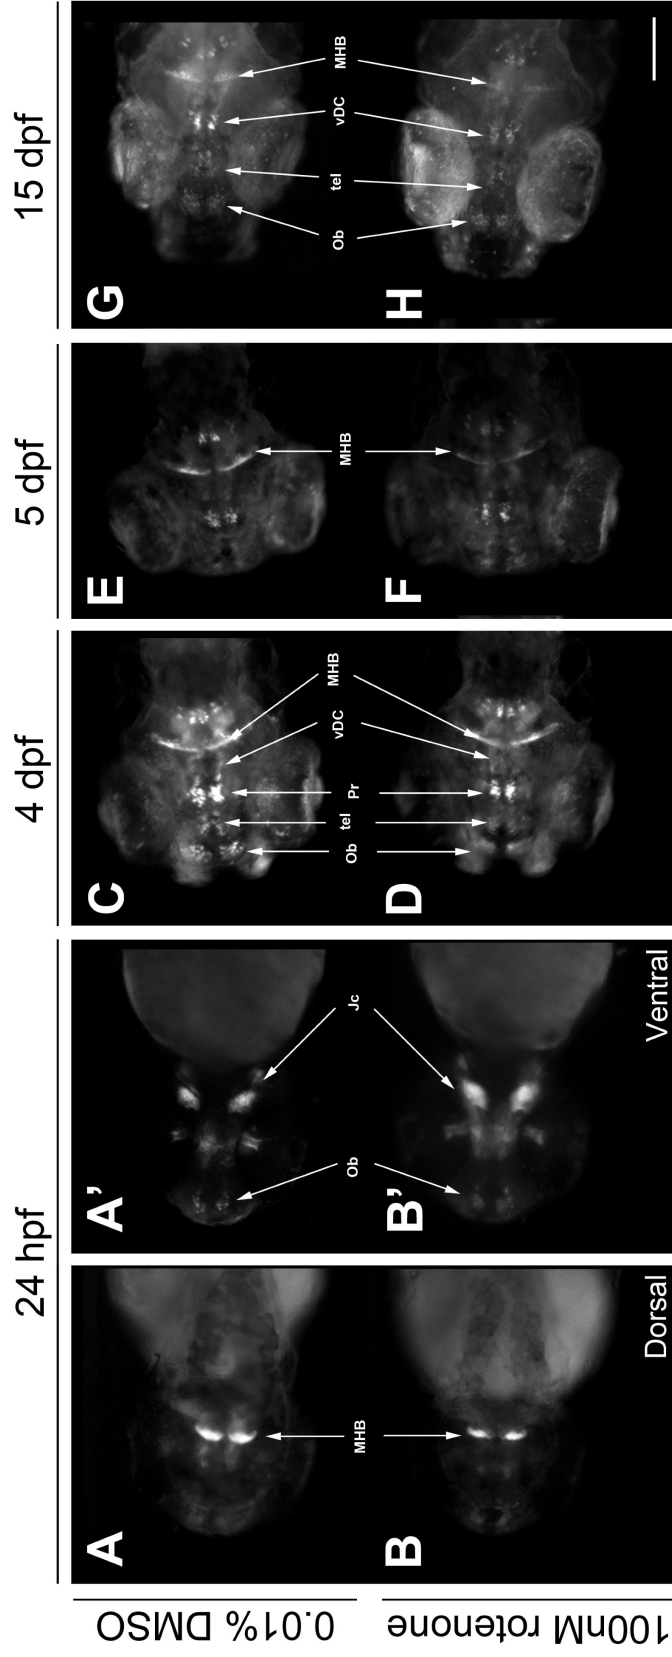 24 hpf
4 dpf
5 dpf
15 dpf
0.01% DMSO
A
A’
C
E
G
MHB
Ob
Jc
Ob
tel
Pr
vDC
MHB
MHB
Ob
tel
vDC
MHB
100nM rotenone
B
B’
D
F
H
Dorsal
Ventral